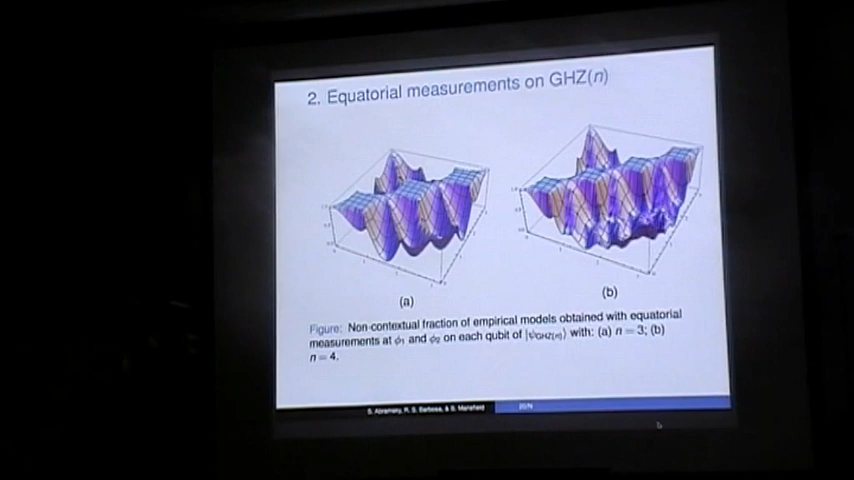 2. Equatorial measurements on GHZ(n)
(a)
(b)
Figure: Non-contextual fraction of empirical models obtained with equatorial
measurements at ϕ₁ and ϕ₂ on each qubit of |ψGHZ(n)⟩ with: (a) n = 3; (b)
n = 4.
S. Abramsky, R. S. Barbosa, & S. Mansfield